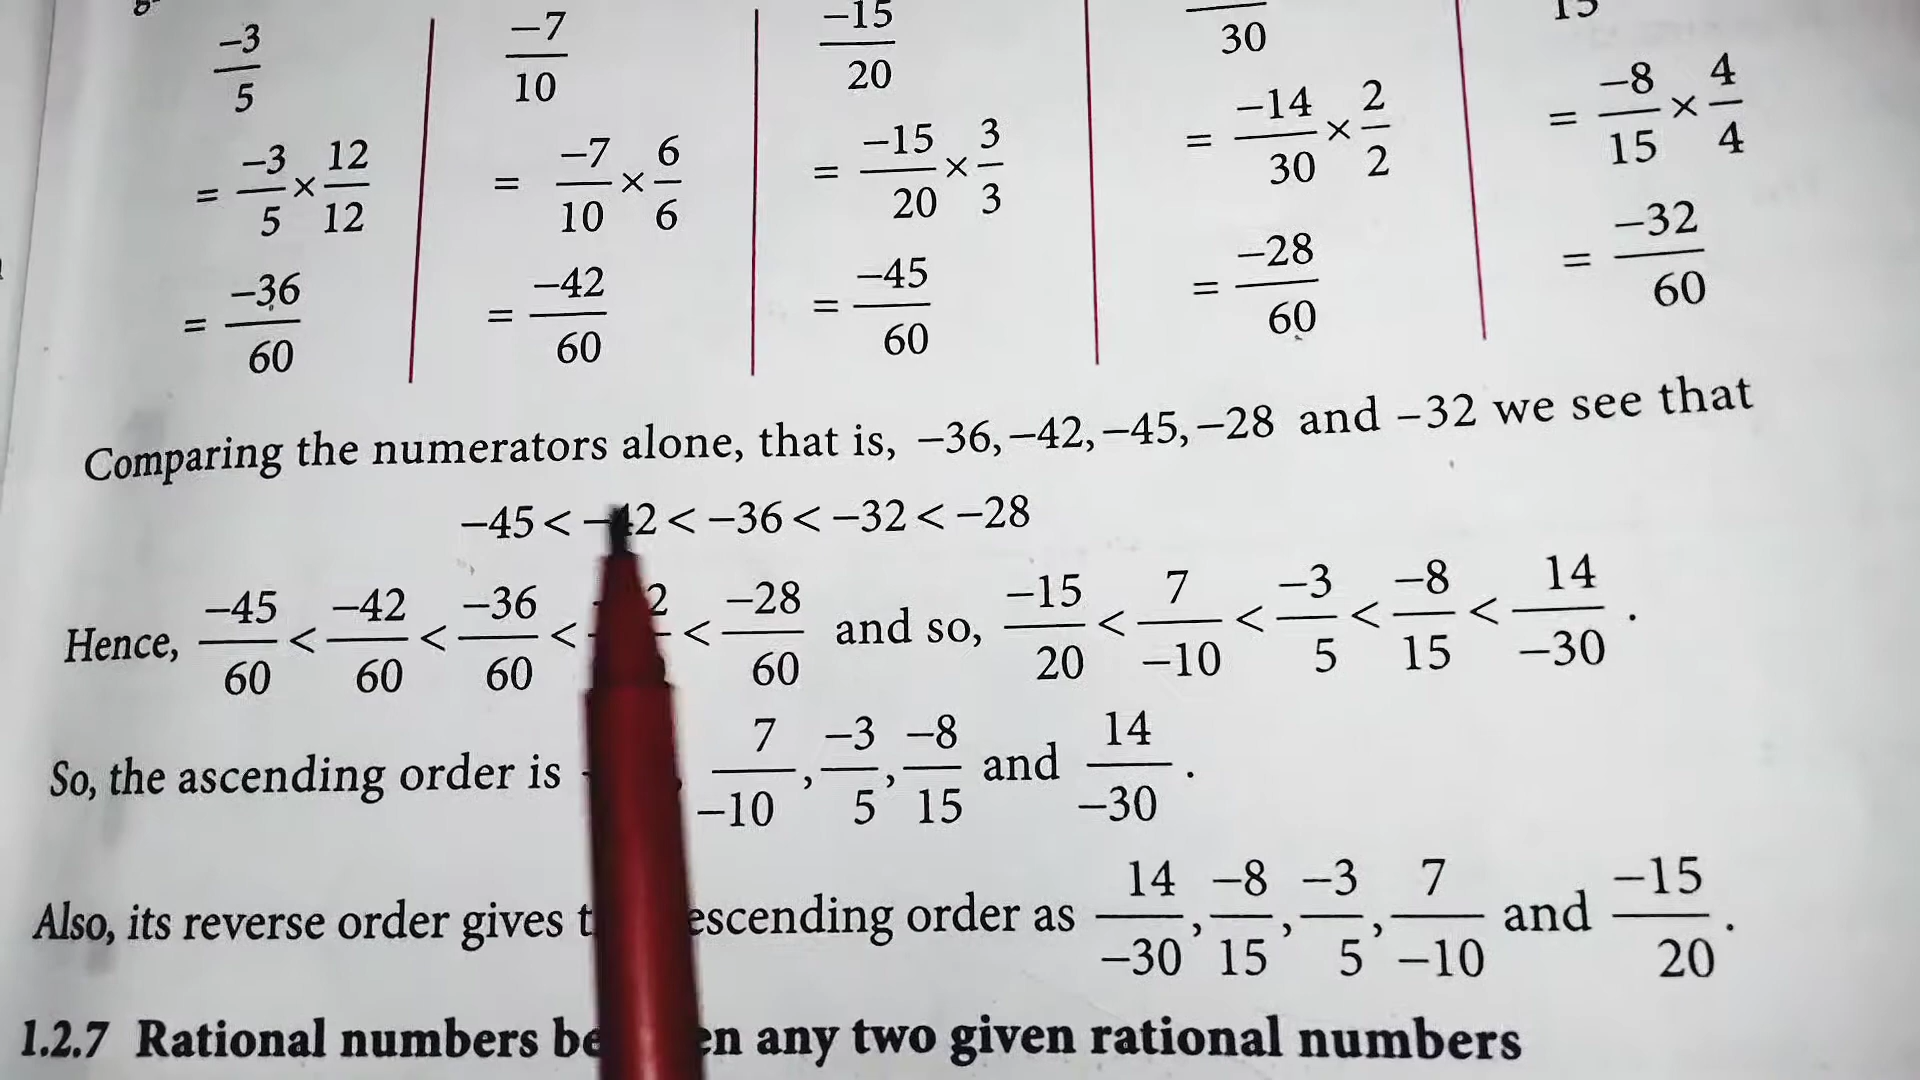 -3/5 -7/10 -15/20 /30 15
= -3/5 × 12/12 = -7/10 × 6/6 = -15/20 × 3/3 = -14/30 × 2/2 = -8/15 × 4/4
= -36/60 = -42/60 = -45/60 = -28/60 = -32/60
Comparing the numerators alone, that is, -36, -42, -45, -28 and -32 we see that
-45 < -42 < -36 < -32 < -28
Hence, -45/60 < -42/60 < -36/60 < < -28/60 and so, -15/20 < 7/-10 < -3/5 < -8/15 < 14/-30 .
So, the ascending order is 7/-10 , -3/5 , -8/15 and 14/-30 .
Also, its reverse order gives escending order as 14/-30 , -8/15 , -3/5 , 7/-10 and -15/20 .
1.2.7 Rational numbers any two given rational numbers